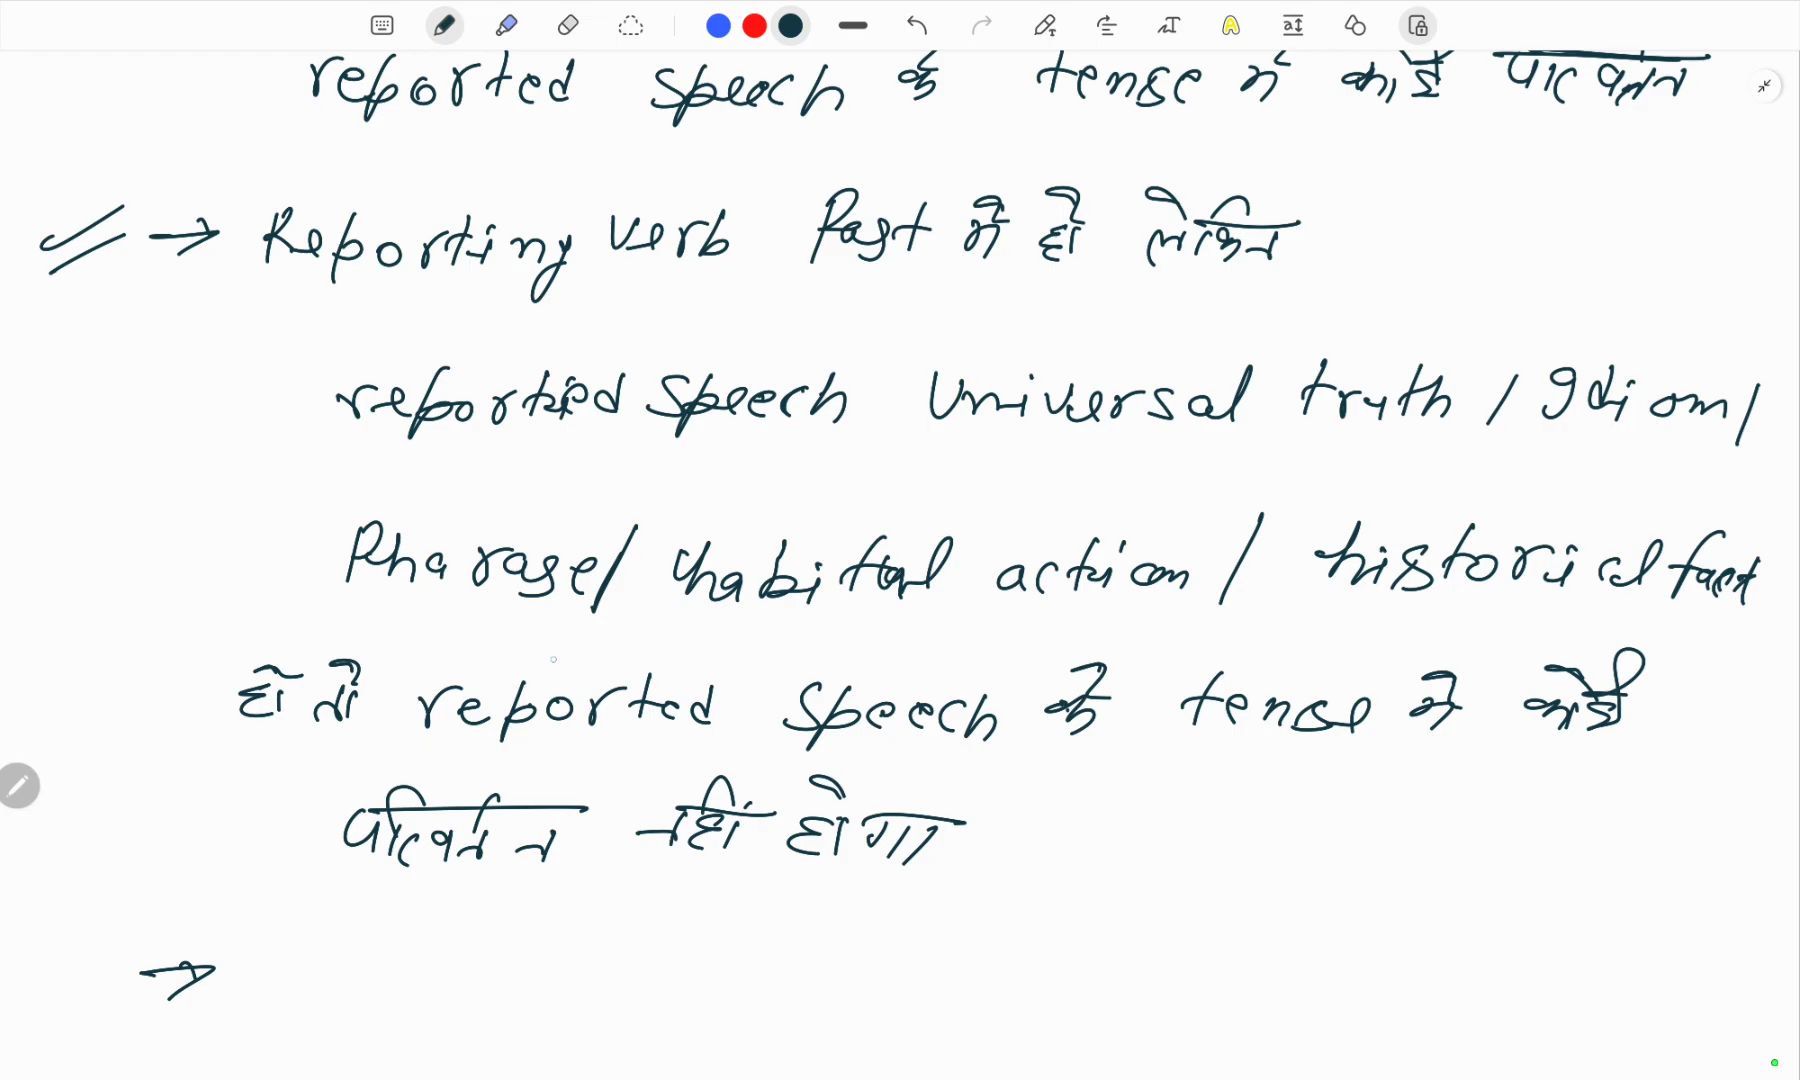 reported speech के tense में कोई परिवर्तन
→ Reporting verb Past में हो लेकिन
reported speech Universal truth / Idiom /
Pharase / habitual action / historical fact
हो तो reported speech के tense में कोई
परिवर्तन नहीं होगा
→